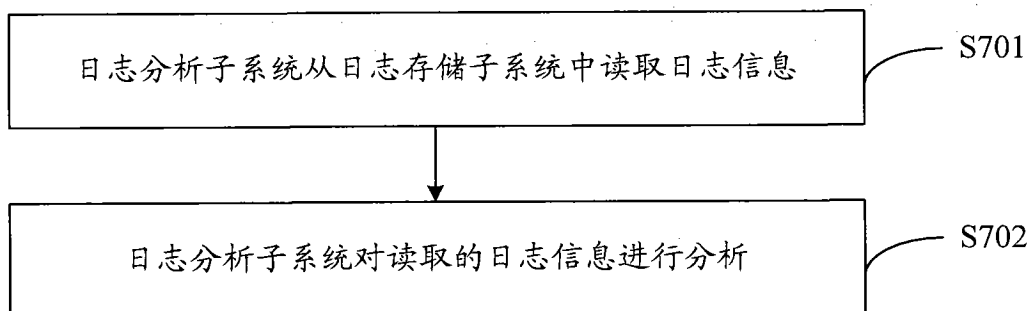 日志分析子系统从日志存储子系统中读取日志信息
S701
日志分析子系统对读取的日志信息进行分析
S702